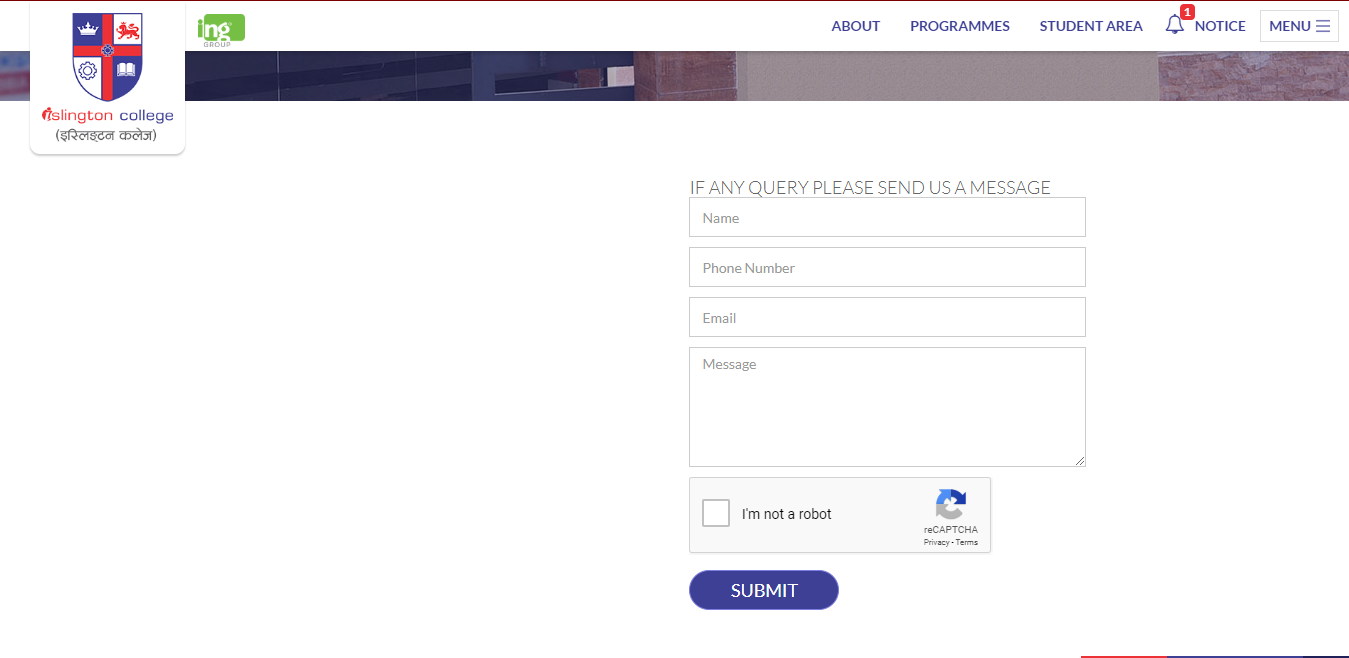 ing
GROUP
ABOUT
PROGRAMMES
STUDENT AREA
1
NOTICE
MENU
islington college
(इस्लिङ्टन कलेज)
IF ANY QUERY PLEASE SEND US A MESSAGE
Name
Phone Number
Email
Message
I'm not a robot
reCAPTCHA
Privacy - Terms
SUBMIT